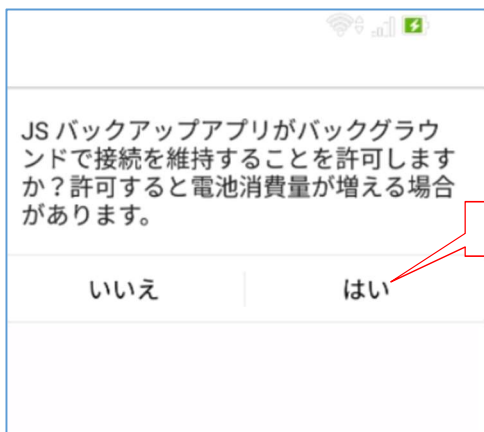 JS バックアップアプリがバックグラウ
ンドで接続を維持することを許可します
か？許可すると電池消費量が増える場合
があります。
いいえ
はい